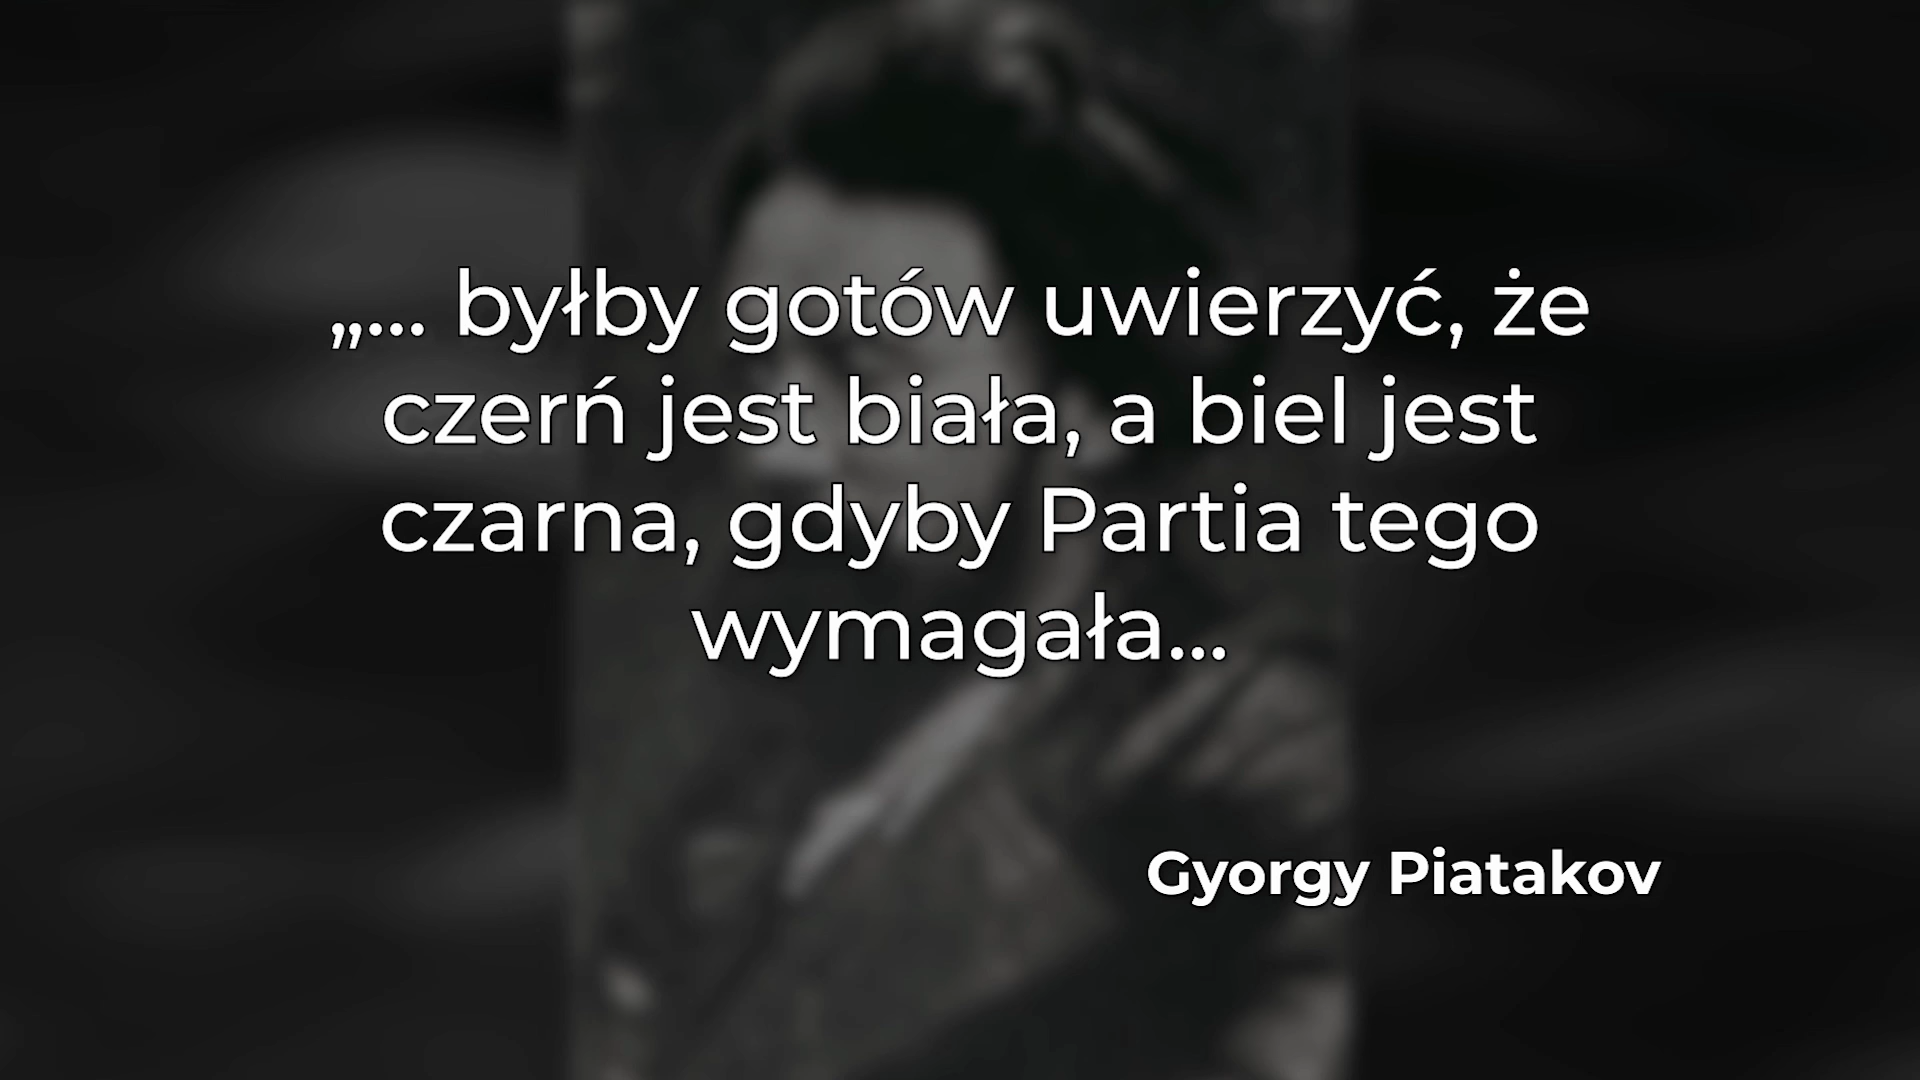 „... byłby gotów uwierzyć, że
czerń jest biała, a biel jest
czarna, gdyby Partia tego
wymagała...
Gyorgy Piatakov